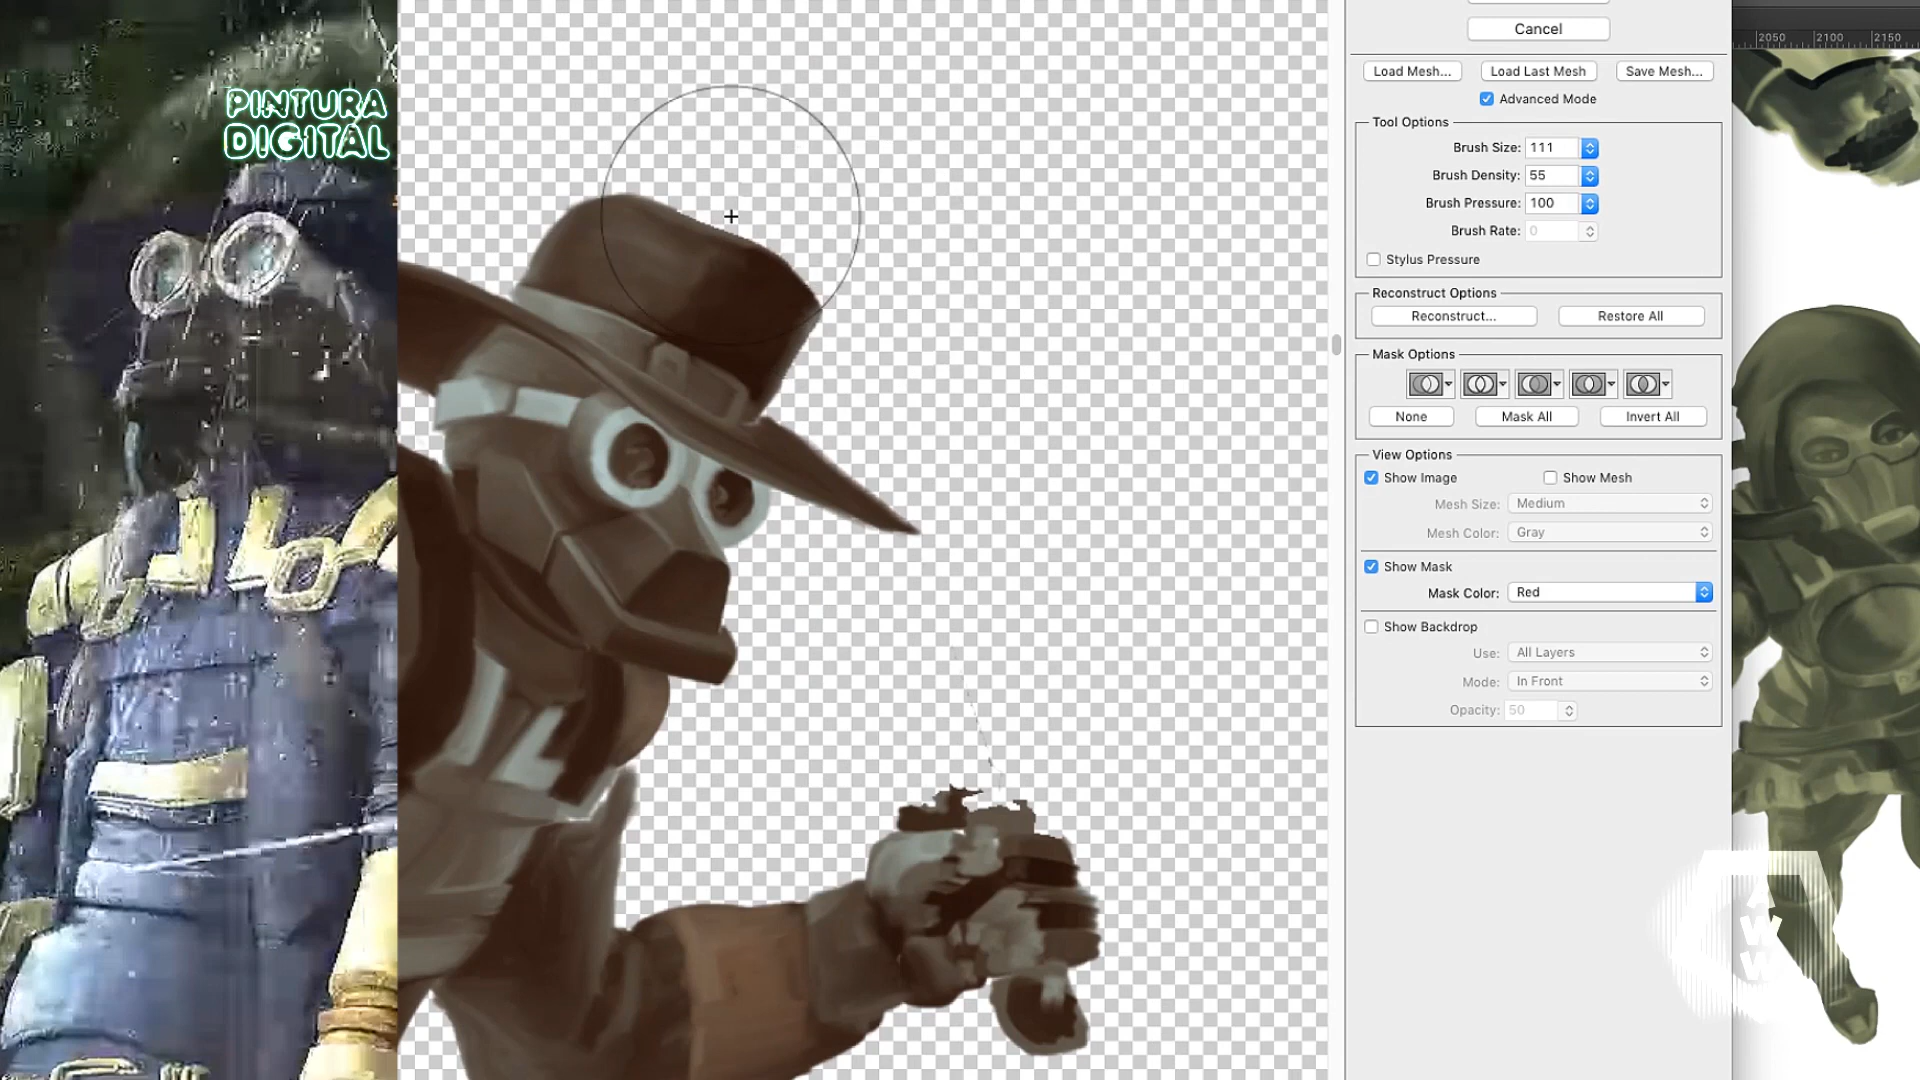 PINTURA
DIGITAL
Cancel
2050 2100 2150
Load Mesh... Load Last Mesh Save Mesh...
Advanced Mode
Tool Options
Brush Size: 111
Brush Density: 55
Brush Pressure: 100
Brush Rate: 0
Stylus Pressure
Reconstruct Options
Reconstruct... Restore All
Mask Options
None Mask All Invert All
View Options
Show Image Show Mesh
Mesh Size: Medium
Mesh Color: Gray
Show Mask
Mask Color: Red
Show Backdrop
Use: All Layers
Mode: In Front
Opacity: 50